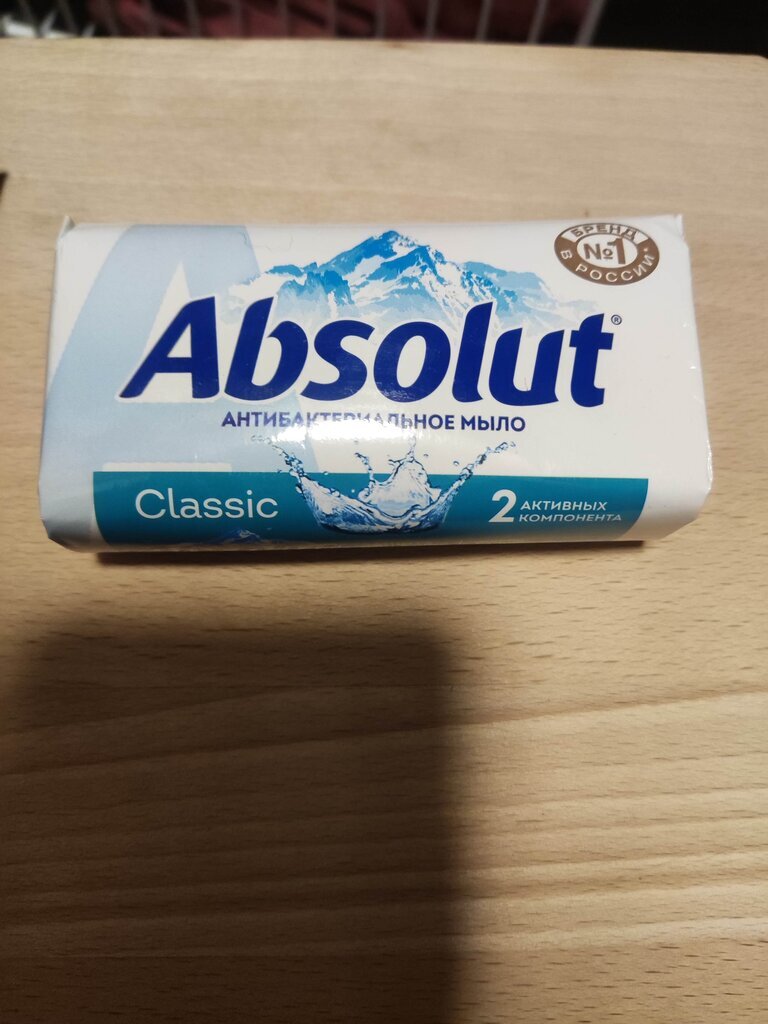 БРЕНД
№1
В РОССИИ*
Absolut®
АНТИБАКТЕРИАЛЬНОЕ МЫЛО
Classic
2 АКТИВНЫХ
КОМПОНЕНТА